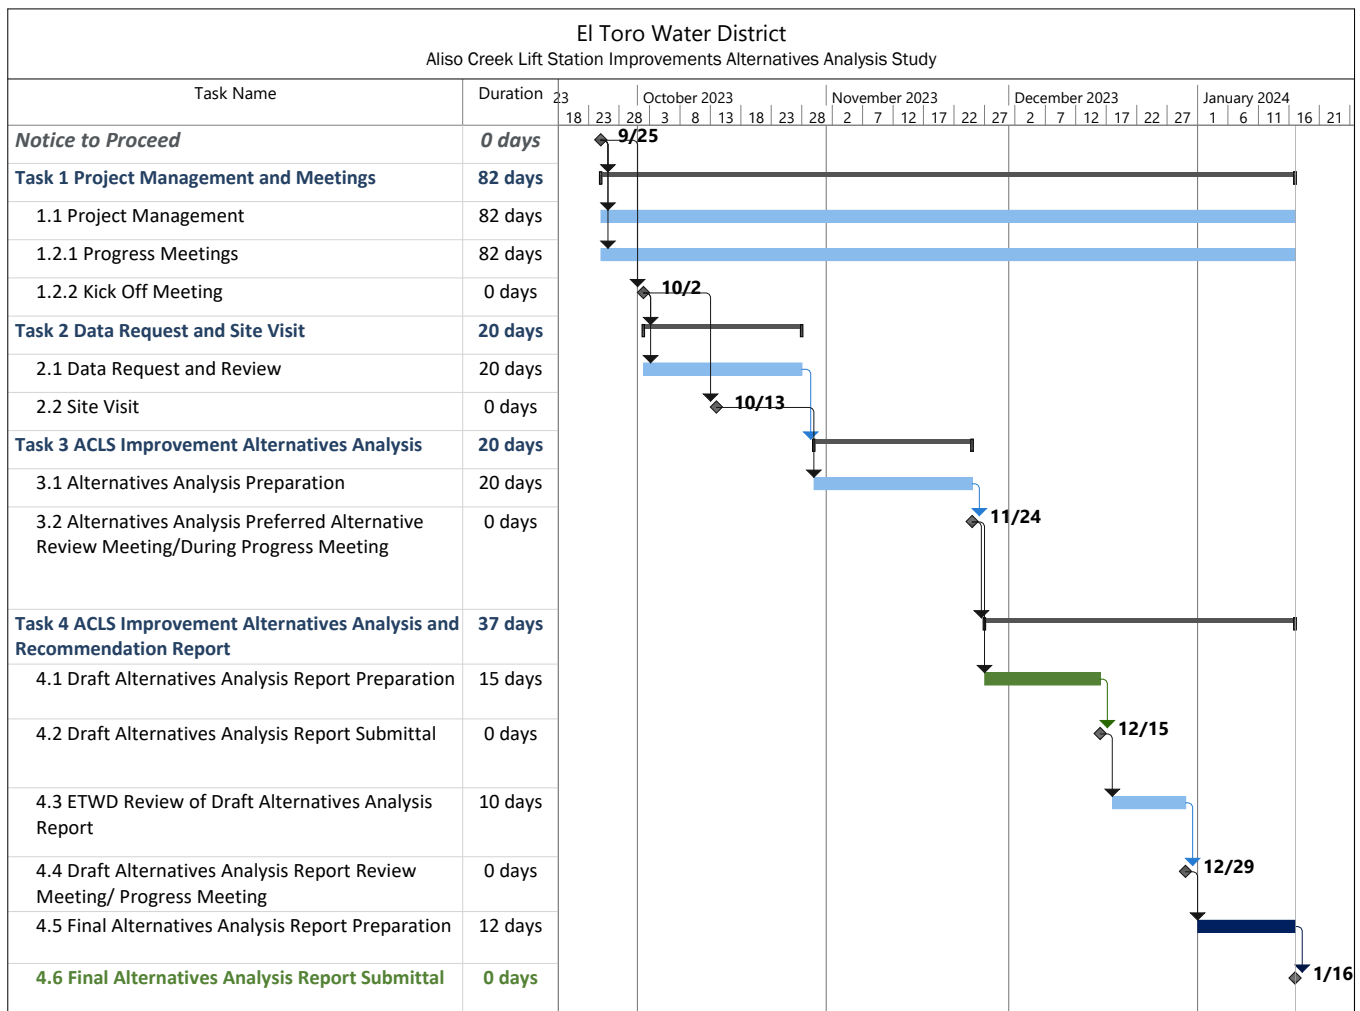 El Toro Water District
Aliso Creek Lift Station Improvements Alternatives Analysis Study
Task Name Duration 23 October 2023 November 2023 December 2023 January 2024
18 23 28 3 8 13 18 23 28 2 7 12 17 22 27 2 7 12 17 22 27 1 6 11 16 21
Notice to Proceed 0 days 9/25
Task 1 Project Management and Meetings 82 days
1.1 Project Management 82 days
1.2.1 Progress Meetings 82 days
1.2.2 Kick Off Meeting 0 days 10/2
Task 2 Data Request and Site Visit 20 days
2.1 Data Request and Review 20 days
2.2 Site Visit 0 days 10/13
Task 3 ACLS Improvement Alternatives Analysis 20 days
3.1 Alternatives Analysis Preparation 20 days
3.2 Alternatives Analysis Preferred Alternative 0 days 11/24
Review Meeting/During Progress Meeting
Task 4 ACLS Improvement Alternatives Analysis and 37 days
Recommendation Report
4.1 Draft Alternatives Analysis Report Preparation 15 days
4.2 Draft Alternatives Analysis Report Submittal 0 days 12/15
4.3 ETWD Review of Draft Alternatives Analysis 10 days
Report
4.4 Draft Alternatives Analysis Report Review 0 days 12/29
Meeting/ Progress Meeting
4.5 Final Alternatives Analysis Report Preparation 12 days
4.6 Final Alternatives Analysis Report Submittal 0 days 1/16